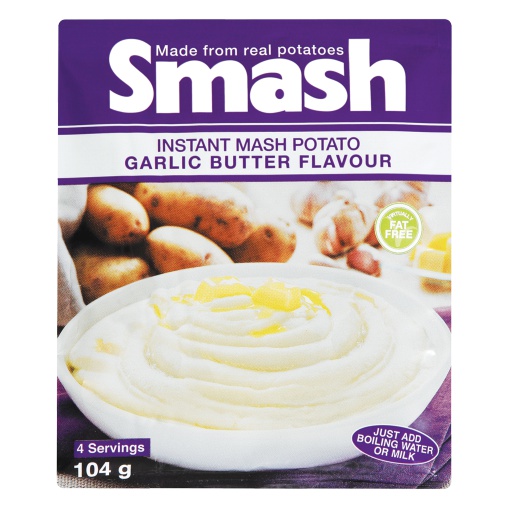 Made from real potatoes
Smash
INSTANT MASH POTATO
GARLIC BUTTER FLAVOUR
VIRTUALLY
FAT
FREE
4 Servings
104 g
JUST ADD
BOILING WATER
OR MILK